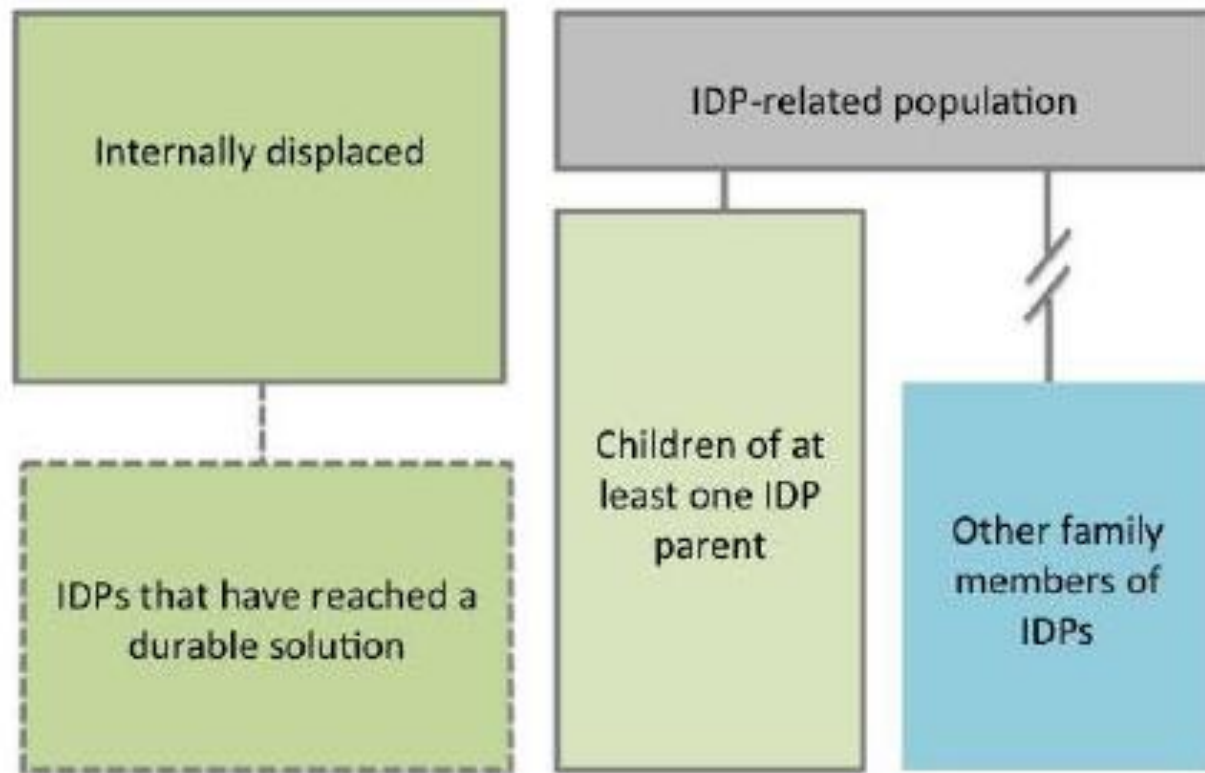 Internally displaced
IDP-related population
IDPs that have reached a
durable solution
Children of at
least one IDP
parent
Other family
members of
IDPs